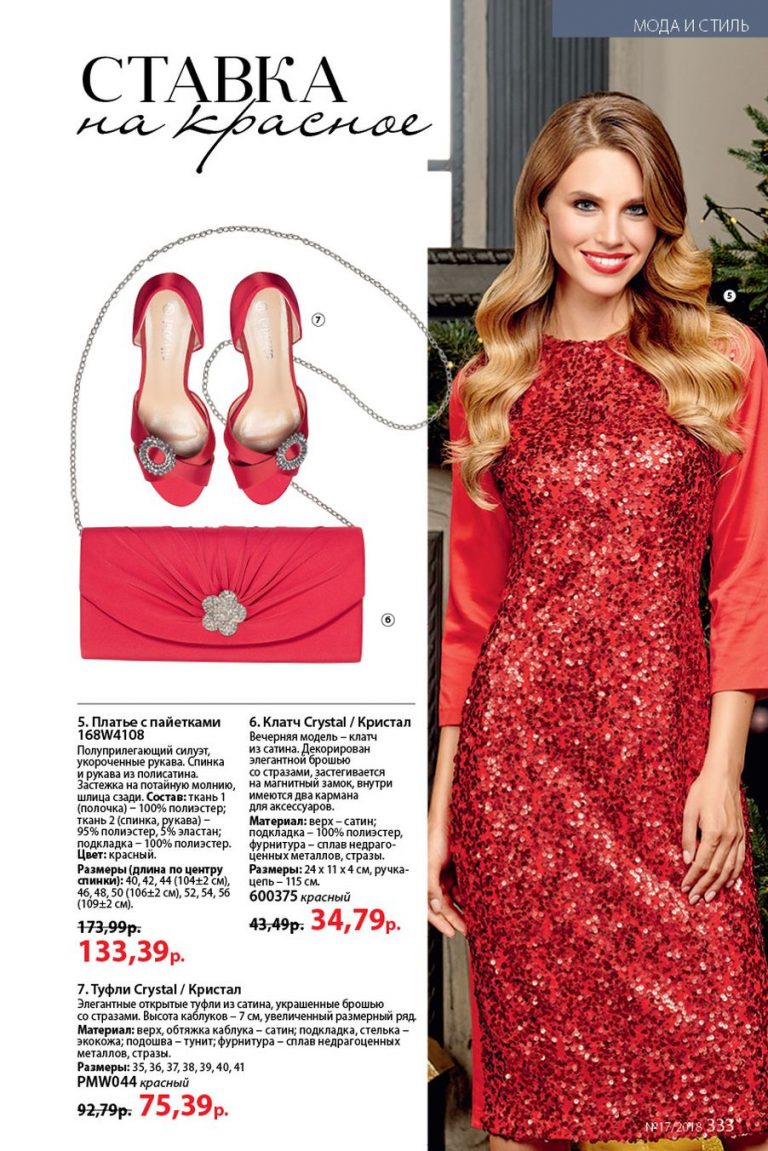 МОДА И СТИЛЬ
СТАВКА
на красное
7
5
6
5. Платье с пайетками
168W4108
Полуприлегающий силуэт,
укороченные рукава. Спинка
и рукава из полисатина.
Застежка на потайную молнию,
шлица сзади. Состав: ткань 1
(полочка) – 100% полиэстер;
ткань 2 (спинка, рукава) –
95% полиэстер, 5% эластан;
подкладка – 100% полиэстер.
Цвет: красный.
Размеры (длина по центру
спинки): 40, 42, 44 (104±2 см),
46, 48, 50 (106±2 см), 52, 54, 56
(109±2 см).
173,99р.
133,39р.
6. Клатч Crystal / Кристал
Вечерняя модель – клатч
из сатина. Декорирован
элегантной брошью
со стразами, застегивается
на магнитный замок, внутри
имеются два кармана
для аксессуаров.
Материал: верх – сатин;
подкладка – 100% полиэстер,
фурнитура – сплав недраго-
ценных металлов, стразы.
Размеры: 24 х 11 х 4 см, ручка-
цепь – 115 см.
600375 красный
43,49р. 34,79р.
7. Туфли Crystal / Кристал
Элегантные открытые туфли из сатина, украшенные брошью
со стразами. Высота каблуков – 7 см, увеличенный размерный ряд.
Материал: верх, обтяжка каблука – сатин; подкладка, стелька –
экокожа; подошва – тунит; фурнитура – сплав недрагоценных
металлов, стразы.
Размеры: 35, 36, 37, 38, 39, 40, 41
PMW044 красный
92,79р. 75,39р.
№17/2018 333